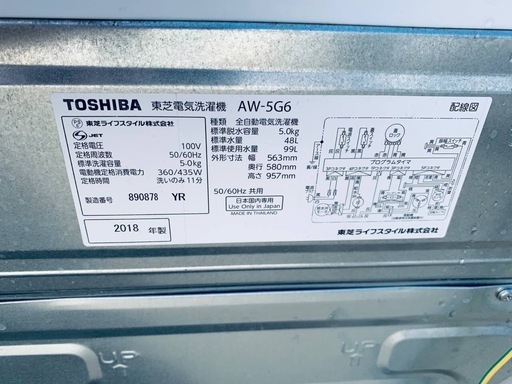 TOSHIBA 東芝電気洗濯機 AW-5G6 配線図
東芝ライフスタイル株式会社
JET
定格電圧 100V
定格周波数 50/60Hz
標準洗濯容量 5.0kg
電動機定格消費電力 360/435W
定格時間 洗いのみ 11分
製造番号 890878 YR
2018 年製
種類 全自動電気洗濯機
標準脱水容量 5.0kg
標準水量 48L
標準使用水量 99L
外形寸法 幅 563mm
奥行 580mm
高さ 957mm
50/60Hz 共用
日本国内専用
Use Only in Japan
MADE IN THAILAND
プログラムタイマ
東芝ライフスタイル株式会社
UP
UP